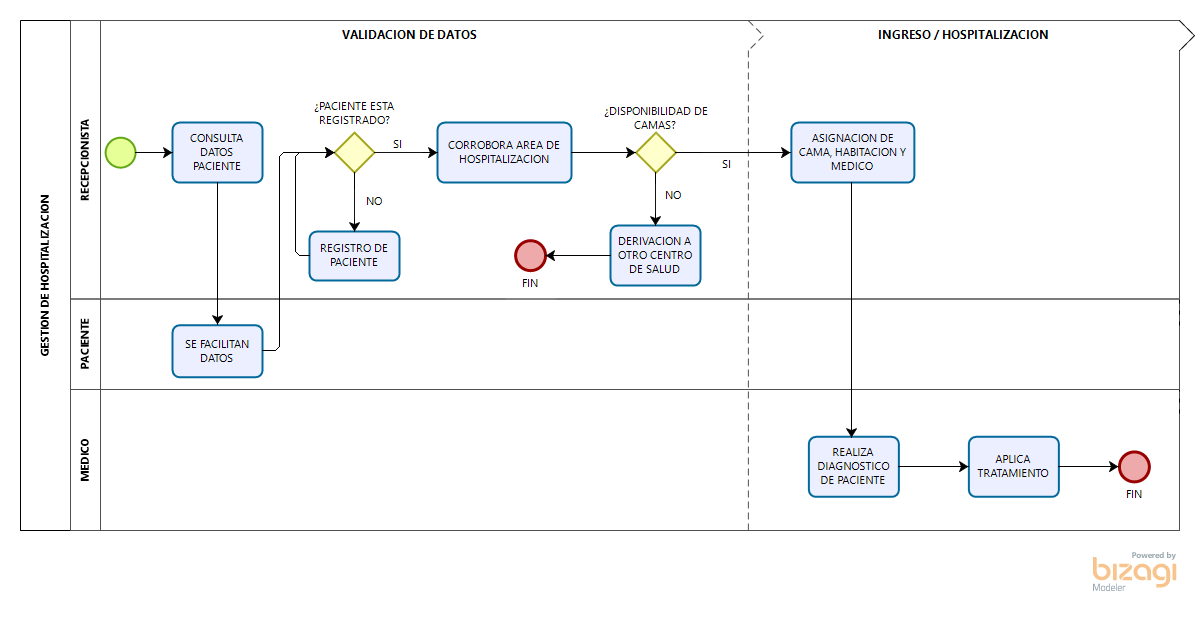 VALIDACION DE DATOS
INGRESO / HOSPITALIZACION
GESTION DE HOSPITALIZACION
RECEPCIONISTA
¿PACIENTE ESTA
REGISTRADO?
¿DISPONIBILIDAD DE
CAMAS?
CONSULTA
DATOS
PACIENTE
SI
CORROBORA AREA DE
HOSPITALIZACION
SI
ASIGNACION DE
CAMA, HABITACION Y
MEDICO
NO
NO
REGISTRO DE
PACIENTE
FIN
DERIVACION A
OTRO CENTRO
DE SALUD
PACIENTE
SE FACILITAN
DATOS
MEDICO
REALIZA
DIAGNOSTICO
DE PACIENTE
APLICA
TRATAMIENTO
FIN
Powered by
bizagi
Modeler